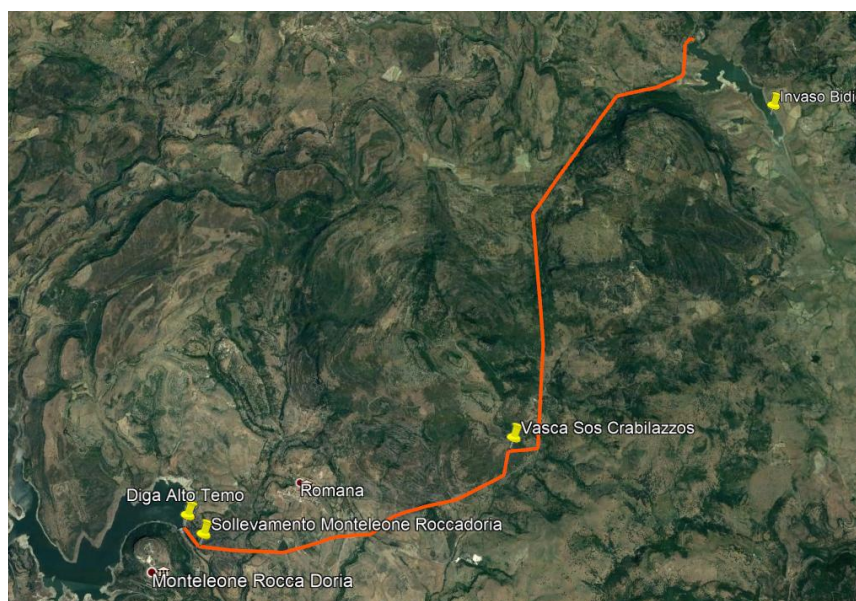 Invaso Bidi
Vasca Sos Crabilazzos
Romana
Diga Alto Temo
Sollevamento Monteleone Roccadoria
Monteleone Rocca Doria